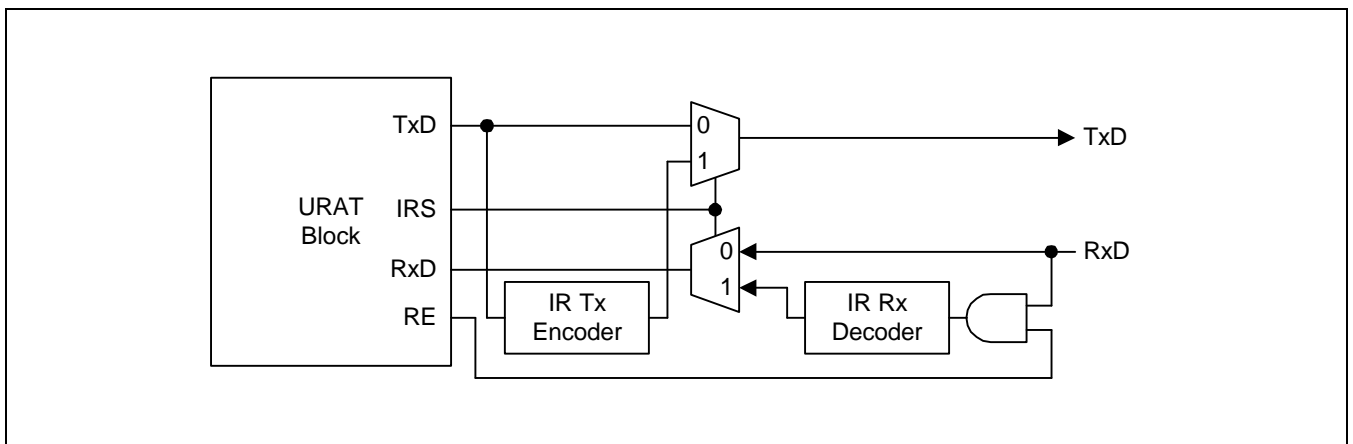 TxD
0
TxD
1
URAT
Block
IRS
RxD
0
RxD
1
RE
IR Tx
Encoder
IR Rx
Decoder